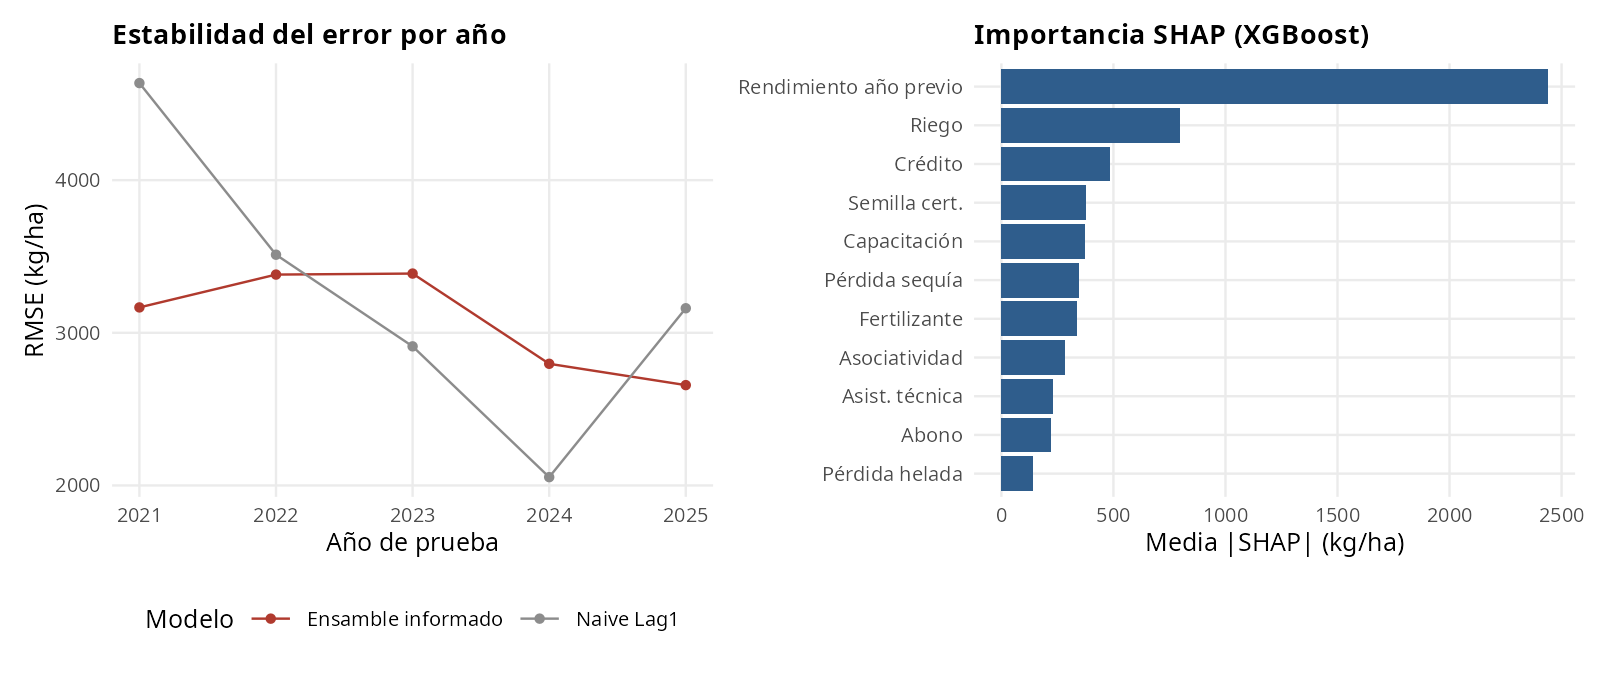 Estabilidad del error por año
RMSE (kg/ha)
4000
3000
2000
2021 2022 2023 2024 2025
Año de prueba
Modelo Ensamble informado Naive Lag1
Importancia SHAP (XGBoost)
Rendimiento año previo
Riego
Crédito
Semilla cert.
Capacitación
Pérdida sequía
Fertilizante
Asociatividad
Asist. técnica
Abono
Pérdida helada
0 500 1000 1500 2000 2500
Media |SHAP| (kg/ha)